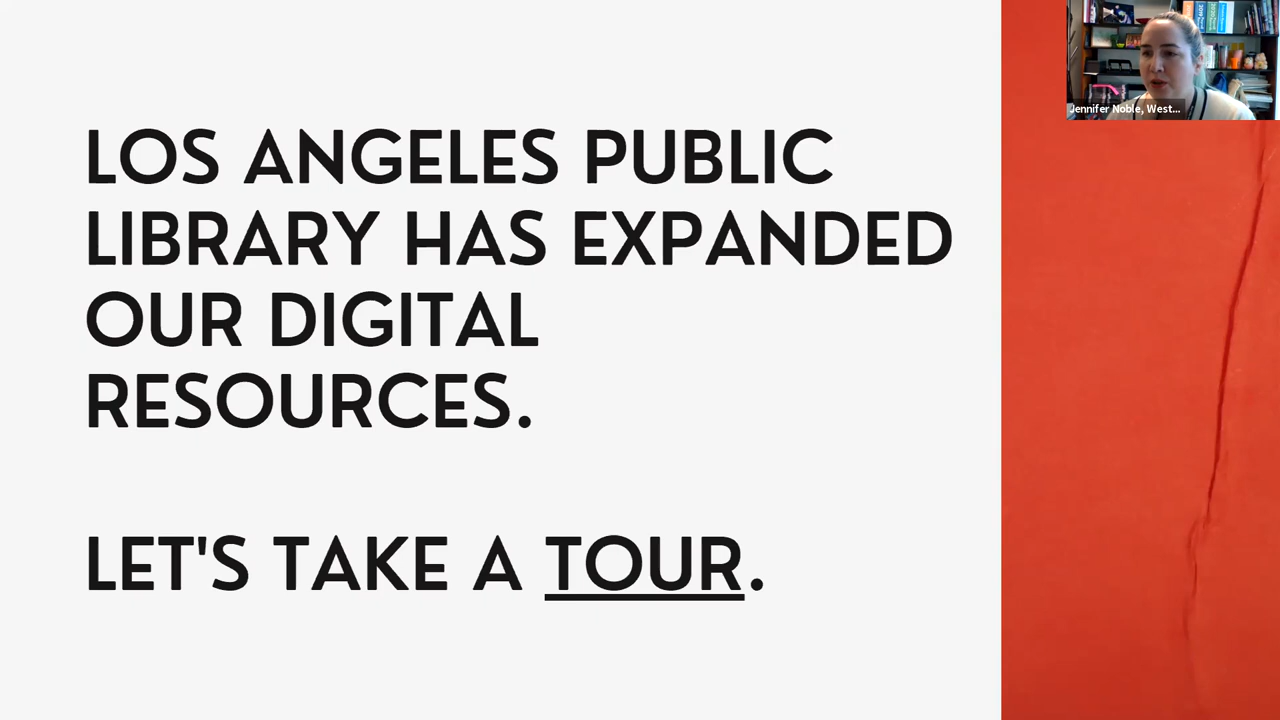 LOS ANGELES PUBLIC
LIBRARY HAS EXPANDED
OUR DIGITAL
RESOURCES.
LET'S TAKE A TOUR.
Jennifer Noble, West...